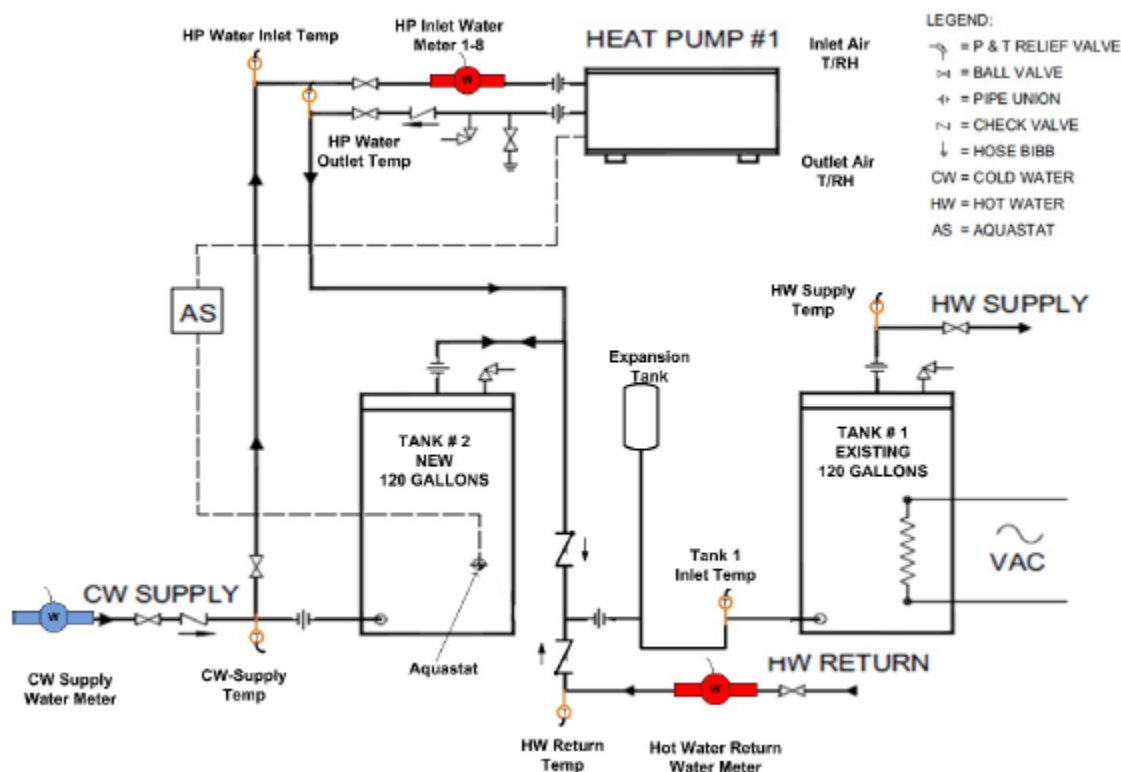 HP Water Inlet Temp
HP Inlet Water
Meter 1-8
HEAT PUMP #1
Inlet Air
T/RH
LEGEND:
= P & T RELIEF VALVE
= BALL VALVE
= PIPE UNION
= CHECK VALVE
= HOSE BIBB
CW = COLD WATER
HW = HOT WATER
AS = AQUASTAT
T
T
W
HP Water
Outlet Temp
Outlet Air
T/RH
AS
HW Supply
Temp
T
HW SUPPLY
Expansion
Tank
TANK # 2
NEW
120 GALLONS
TANK # 1
EXISTING
120 GALLONS
VAC
Tank 1
Inlet Temp
T
CW SUPPLY
W
T
Aquastat
CW Supply
Water Meter
CW-Supply
Temp
HW RETURN
W
T
HW Return
Temp
Hot Water Return
Water Meter